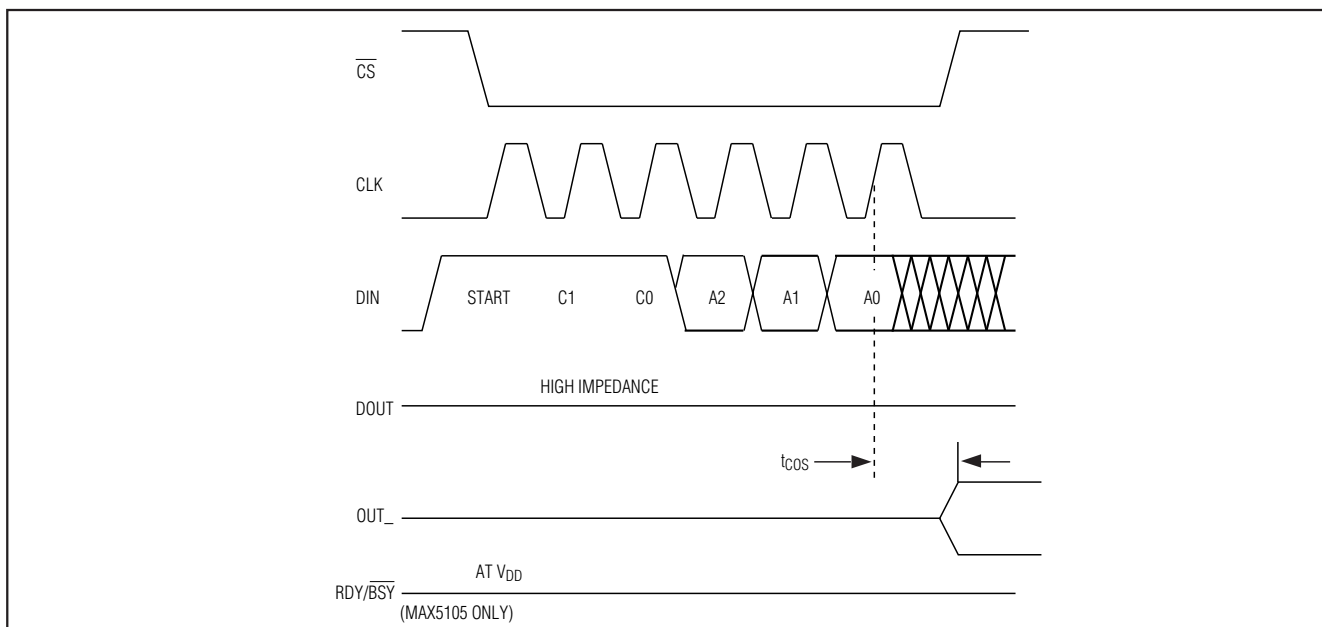 CS
CLK
DIN START C1 C0 A2 A1 A0
HIGH IMPEDANCE
DOUT
tCOS
OUT_
AT VDD
RDY/BSY
(MAX5105 ONLY)